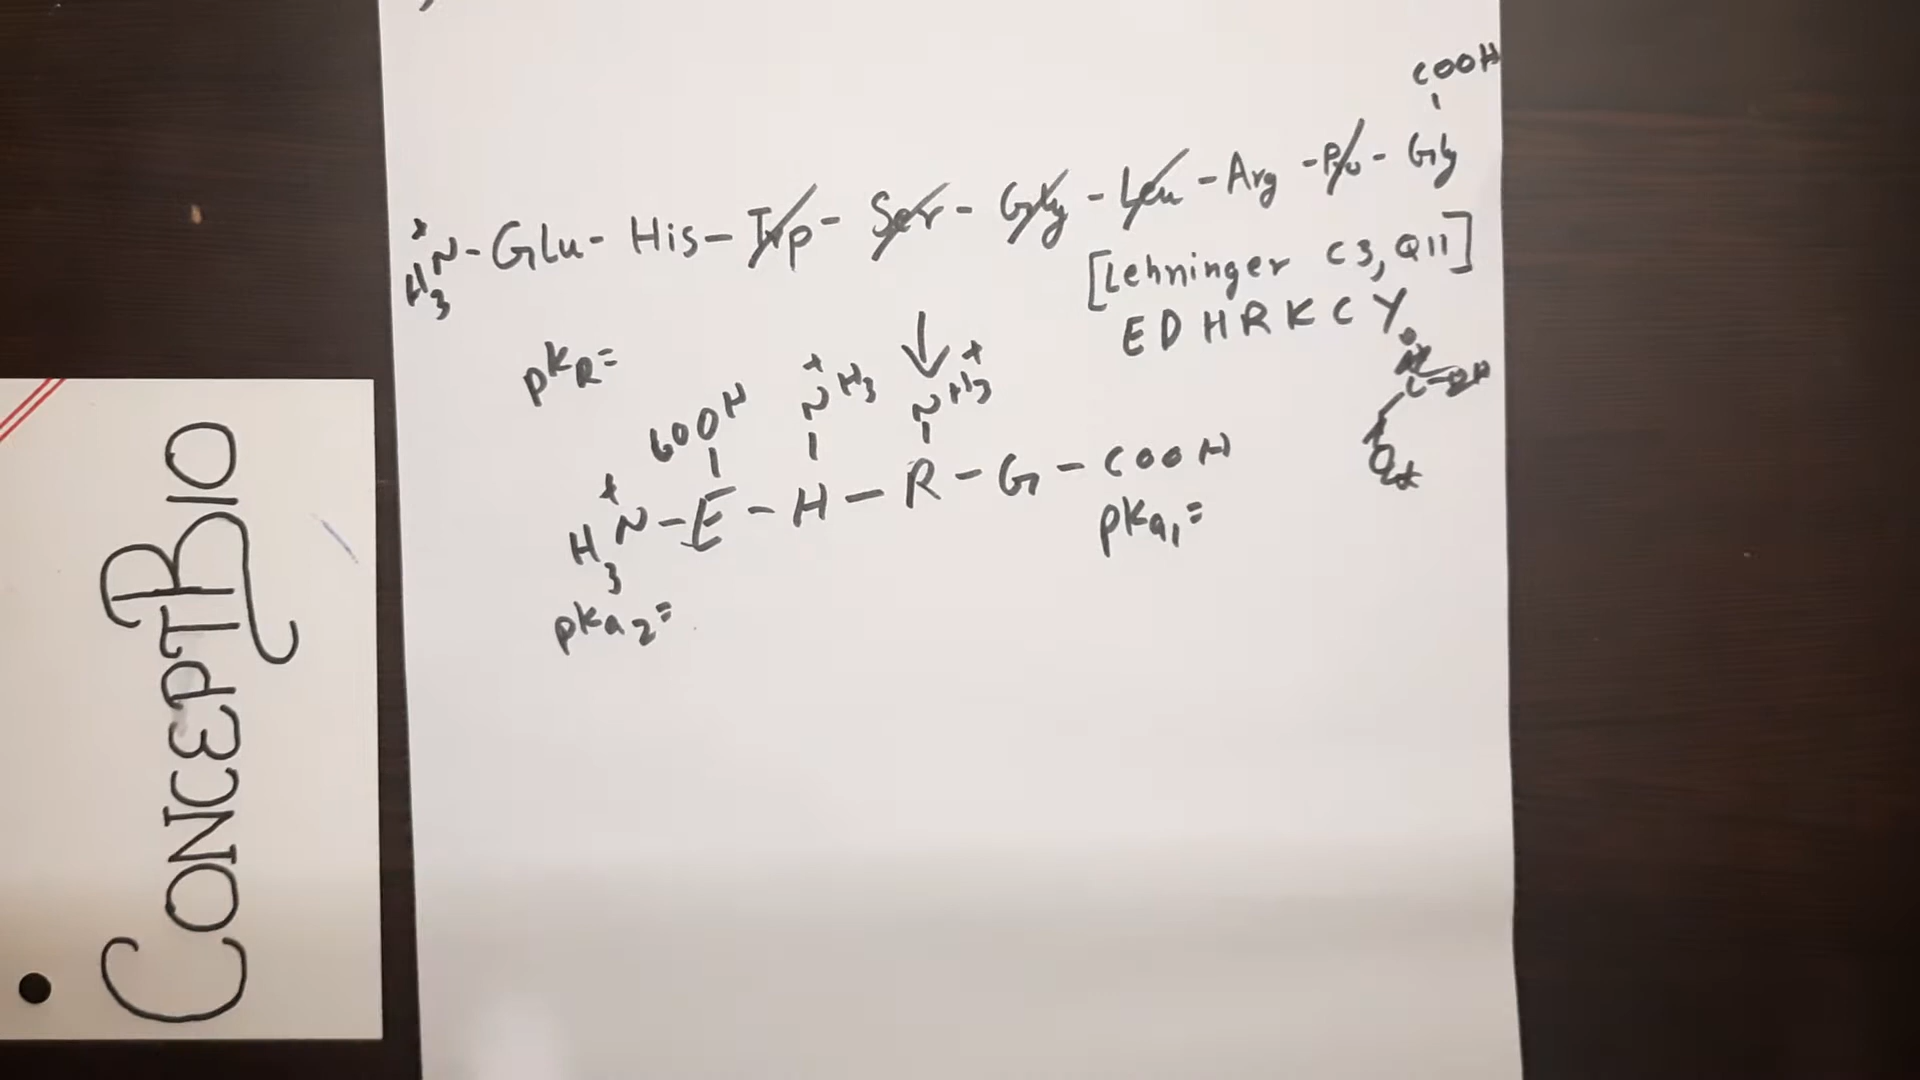 COOH
H3N+ - Glu - His - Trp - Ser - Gly - Leu - Arg - Pro - Gly
[Lehninger C3, Q11]
E D H R K C Y
pKR=
COOH +NH3 +NH3
H3N+ - E - H - R - G - COOH
pKa1=
pKa2=
CONCEPTBIO